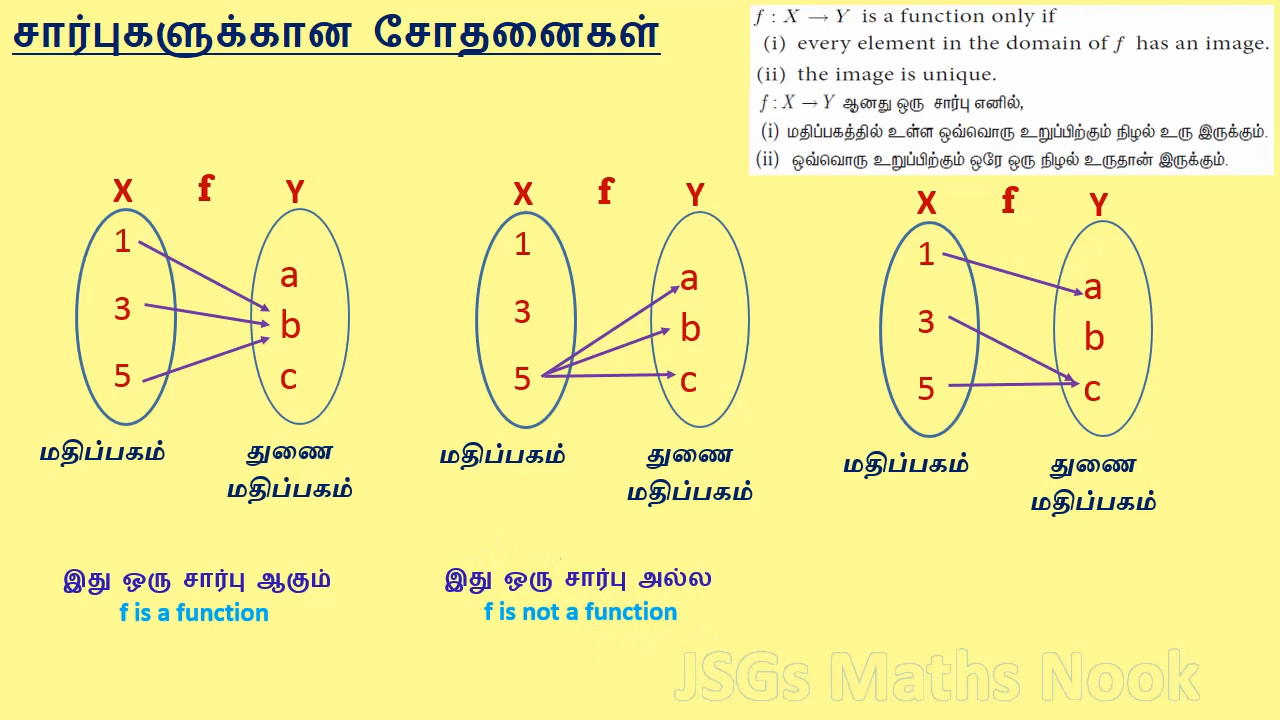 சார்புகளுக்கான சோதனைகள்
f : X → Y is a function only if
(i) every element in the domain of f has an image.
(ii) the image is unique.
f : X → Y ஆனது ஒரு சார்பு எனில்,
(i) மதிப்பகத்தில் உள்ள ஒவ்வொரு உறுப்பிற்கும் நிழல் உரு இருக்கும்.
(ii) ஒவ்வொரு உறுப்பிற்கும் ஒரே ஒரு நிழல் உருதான் இருக்கும்.
X f Y
1
3
5
a
b
c
மதிப்பகம்
துணை
மதிப்பகம்
இது ஒரு சார்பு ஆகும்
f is a function
X f Y
1
3
5
a
b
c
மதிப்பகம்
துணை
மதிப்பகம்
இது ஒரு சார்பு அல்ல
f is not a function
X f Y
1
3
5
a
b
c
மதிப்பகம்
துணை
மதிப்பகம்
JSGs Maths Nook